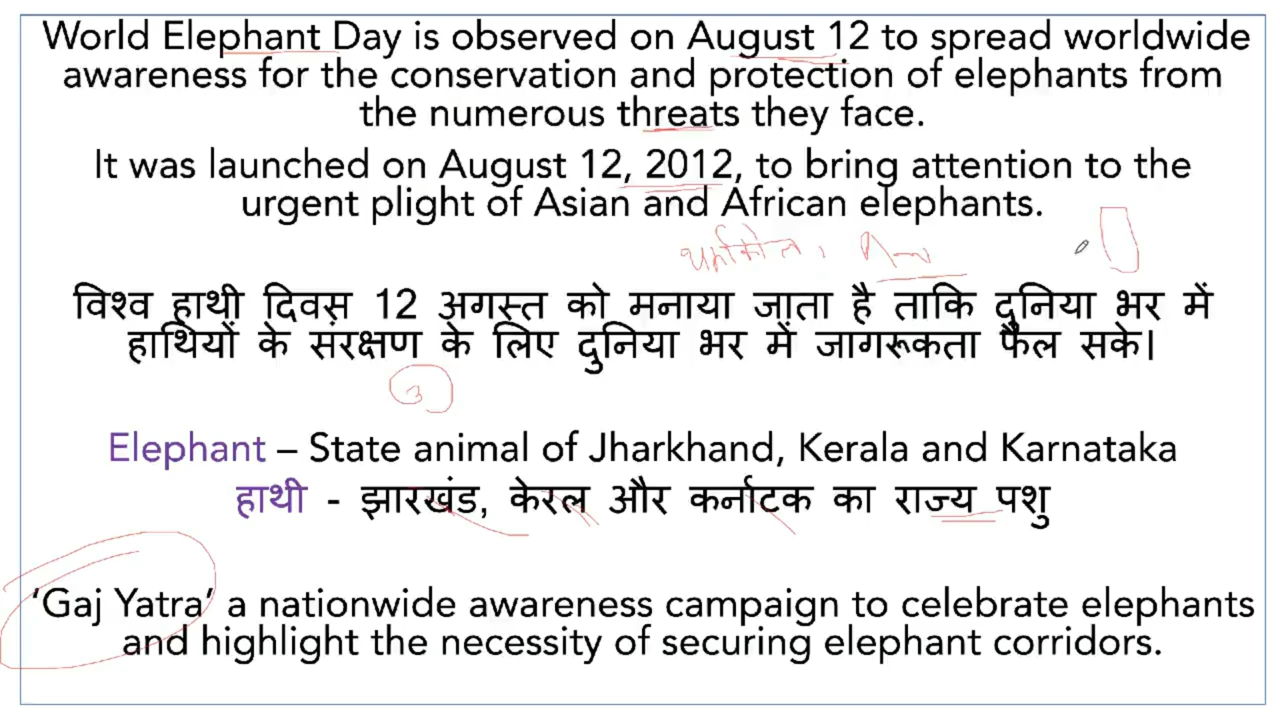 World Elephant Day is observed on August 12 to spread worldwide
awareness for the conservation and protection of elephants from
the numerous threats they face.
It was launched on August 12, 2012, to bring attention to the
urgent plight of Asian and African elephants.
विश्व हाथी दिवस 12 अगस्त को मनाया जाता है ताकि दुनिया भर में
हाथियों के संरक्षण के लिए दुनिया भर में जागरूकता फैल सके।
3
Elephant – State animal of Jharkhand, Kerala and Karnataka
हाथी - झारखंड, केरल और कर्नाटक का राज्य पशु
‘Gaj Yatra’ a nationwide awareness campaign to celebrate elephants
and highlight the necessity of securing elephant corridors.